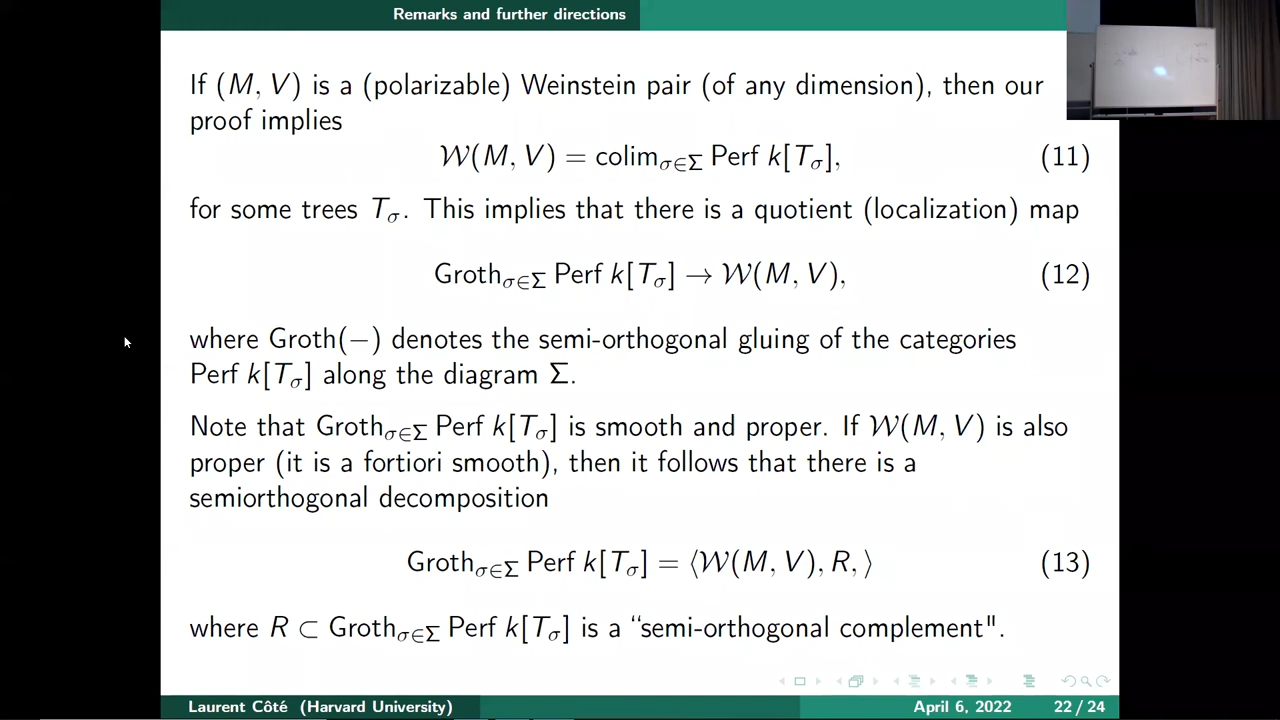 Remarks and further directions
If (M, V) is a (polarizable) Weinstein pair (of any dimension), then our
proof implies
𝒲(M, V) = colim_{σ∈Σ} Perf k[T_σ], (11)
for some trees T_σ. This implies that there is a quotient (localization) map
Groth_{σ∈Σ} Perf k[T_σ] → 𝒲(M, V), (12)
where Groth(−) denotes the semi-orthogonal gluing of the categories
Perf k[T_σ] along the diagram Σ.
Note that Groth_{σ∈Σ} Perf k[T_σ] is smooth and proper. If 𝒲(M, V) is also
proper (it is a fortiori smooth), then it follows that there is a
semiorthogonal decomposition
Groth_{σ∈Σ} Perf k[T_σ] = ⟨𝒲(M, V), R, ⟩ (13)
where R ⊂ Groth_{σ∈Σ} Perf k[T_σ] is a “semi-orthogonal complement".
Laurent Côté (Harvard University) April 6, 2022 22 / 24